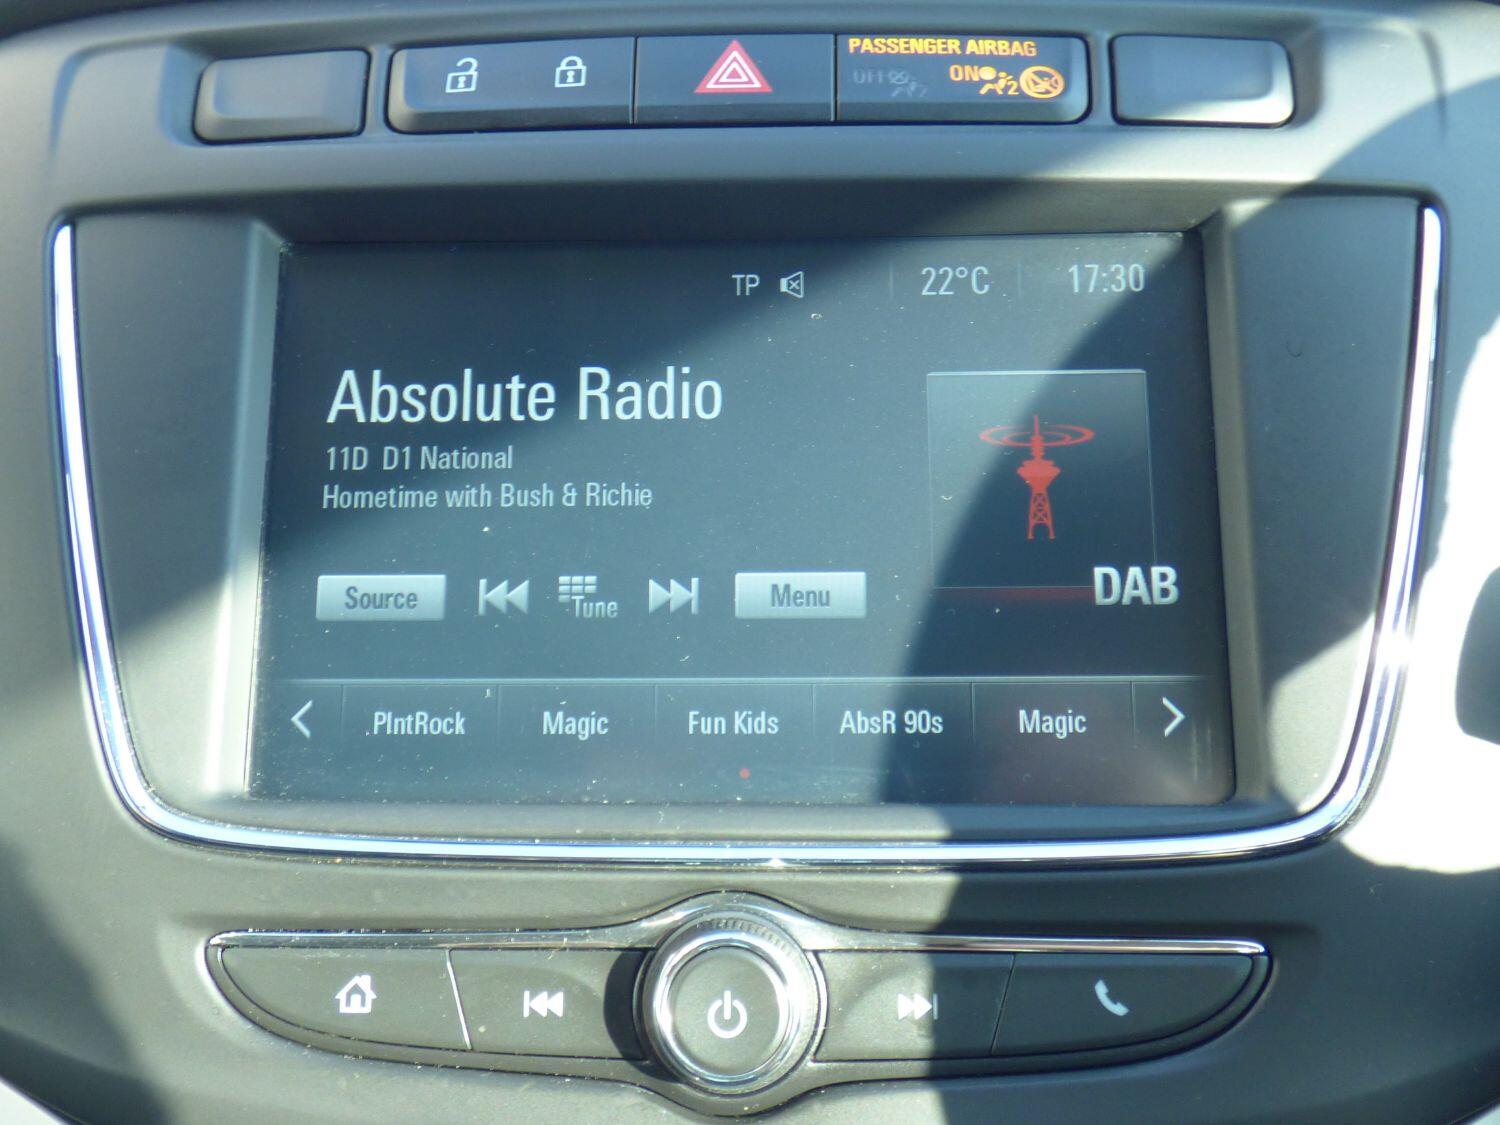 PASSENGER AIRBAG
OFF ON 2
TP 22°C 17:30
Absolute Radio
11D D1 National
Hometime with Bush & Richie
DAB
Source Tune Menu
PlntRock Magic Fun Kids AbsR 90s Magic